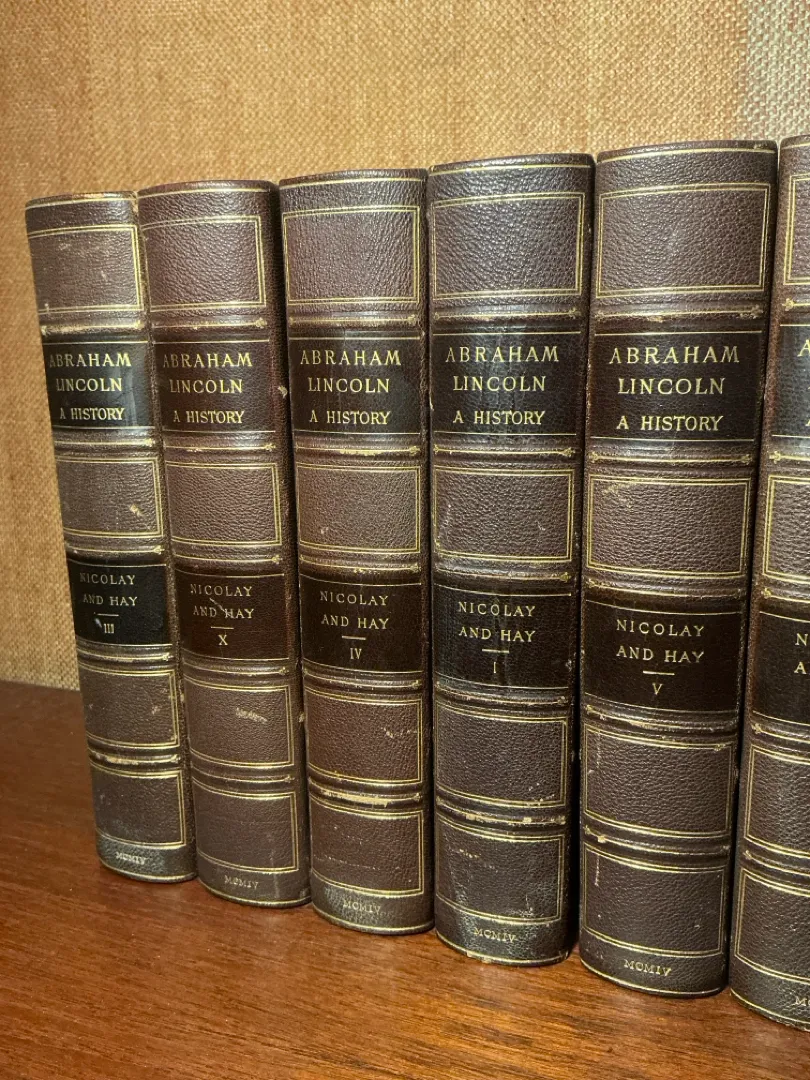 ABRAHAM
LINCOLN
A HISTORY
NICOLAY
AND HAY
III
MCMIV
ABRAHAM
LINCOLN
A HISTORY
NICOLAY
AND HAY
X
MCMIV
ABRAHAM
LINCOLN
A HISTORY
NICOLAY
AND HAY
IV
MCMIV
ABRAHAM
LINCOLN
A HISTORY
NICOLAY
AND HAY
I
MCMIV
ABRAHAM
LINCOLN
A HISTORY
NICOLAY
AND HAY
V
MCMIV